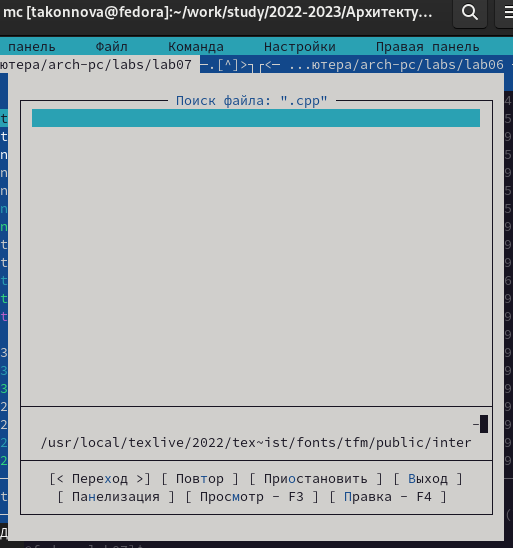 mc [takonnova@fedora]:~/work/study/2022-2023/Архитекту…
панель Файл Команда Настройки Правая панель
ютера/arch-pc/labs/lab07 ─.[^]>┐┌<─ ...ютера/arch-pc/labs/lab06
Поиск файла: ".cpp"
/usr/local/texlive/2022/tex~ist/fonts/tfm/public/inter
[< Переход >] [ Повтор ] [ Приостановить ] [ Выход ]
[ Панелизация ] [ Просмотр - F3 ] [ Правка - F4 ]